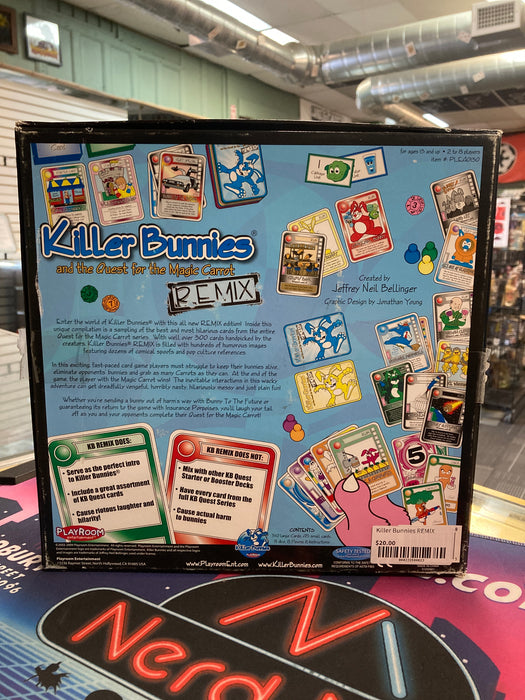 for ages 13 and up • 2 to 8 players
item #: PLE40150
Killer Bunnies®
and the Quest for the Magic Carrot
REMIX
Created by
Jeffrey Neil Bellinger
Graphic Design by Jonathan Young
Enter the world of Killer Bunnies® with this all new REMIX edition! Inside this
unique compilation is a sampling of the best and most hilarious cards from the entire
Quest for the Magic Carrot series. With well over 300 cards handpicked by the
creators, Killer Bunnies® REMIX is filled with hundreds of humorous images
featuring dozens of comical spoofs and pop culture references.
In this exciting, fast-paced card game players must struggle to keep their bunnies alive,
eliminate opponents' bunnies and grab as many Carrots as they can. At the end of the
game, the player with the Magic Carrot wins! The inevitable interactions in this wacky
adventure can get dreadfully vengeful, horribly nasty, hilariously messy and just plain fun!
Whether you're sending a bunny out of harm's way with Bunny To The Future or
guaranteeing its return to the game with Insurance Purposes, you'll laugh your tail
off as you and your opponents complete their Quest for the Magic Carrot.
KB REMIX DOES:
• Serve as the perfect intro
to Killer Bunnies®
• Include a great assortment
of KB Quest cards
• Cause riotous laughter and
hilarity!
KB REMIX DOES NOT:
• Mix with other KB Quest
Starter or Booster Decks
• Have every card from the
KB Quest Series
• Cause actual harm
to bunnies
5
PLAYROOM
entertainment
Playroom Entertainment
www.PlayroomEnt.com
Killer Bunnies
www.KillerBunnies.com
CONTENTS
SAFETY TESTED
Killer Bunnies REMIX
$20.00
Nerd